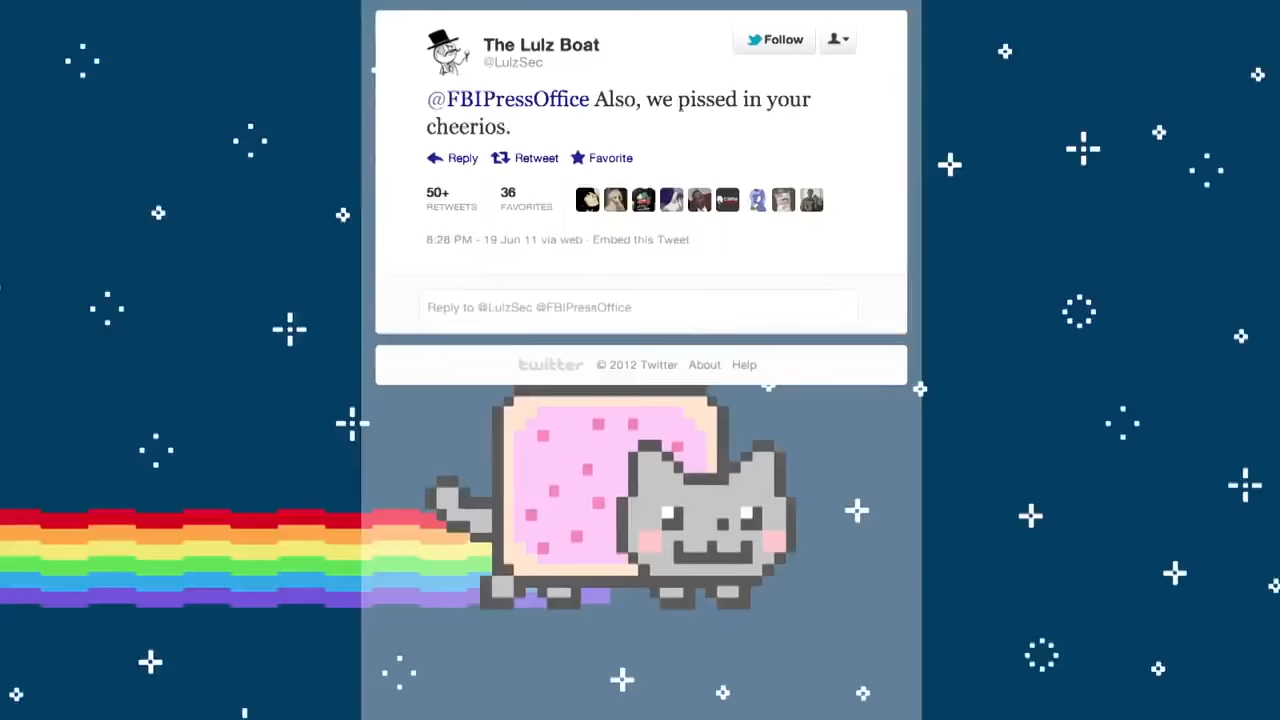 The Lulz Boat
@LulzSec
Follow
@FBIPressOffice Also, we pissed in your
cheerios.
Reply Retweet Favorite
50+ 36
RETWEETS FAVORITES
8:28 PM - 19 Jun 11 via web · Embed this Tweet
Reply to @LulzSec @FBIPressOffice
twitter © 2012 Twitter About Help